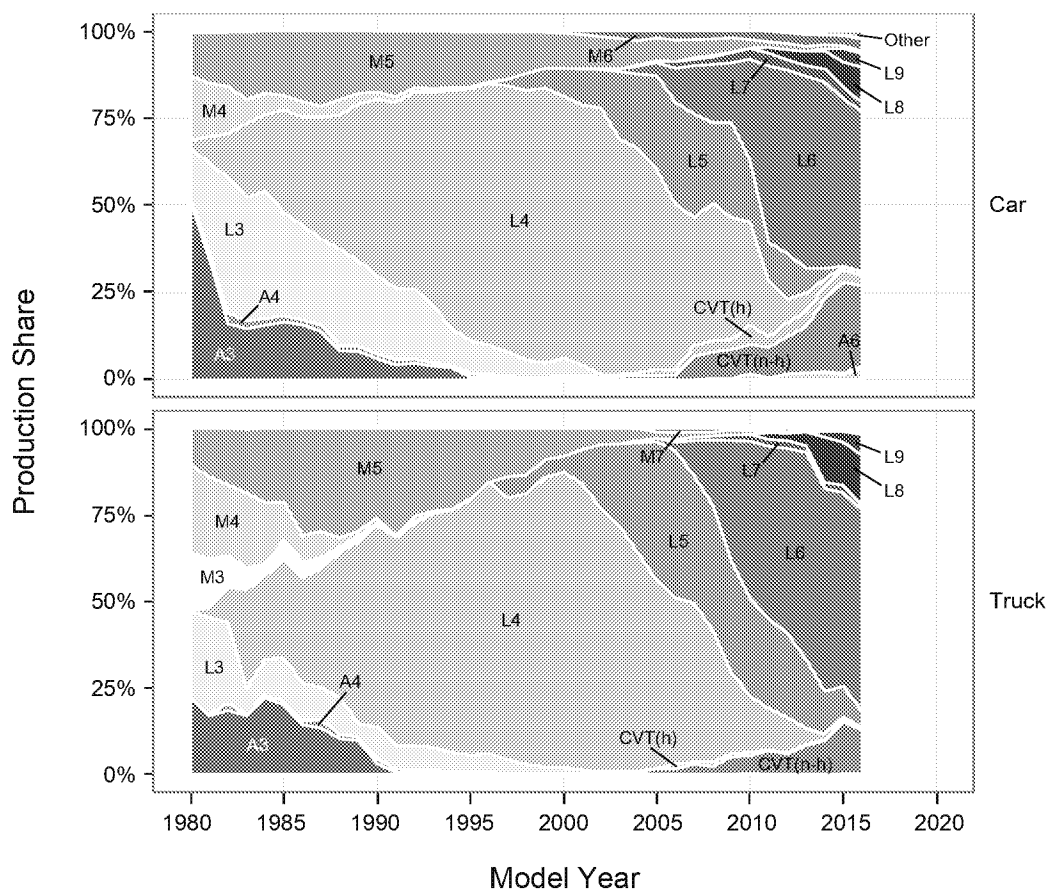 100%
Other
M5
M6
L9
L7
L8
M4
75%
L5
L6
50%
Car
L4
L3
A4
25%
CVT(h)
A6
A3
CVT(n-h)
0%
Production Share
100%
M7
L9
M5
L7
L8
75%
M4
L5
L6
M3
50%
Truck
L4
L3
25%
A4
CVT(h)
A3
CVT(n-h)
0%
1980 1985 1990 1995 2000 2005 2010 2015 2020
Model Year